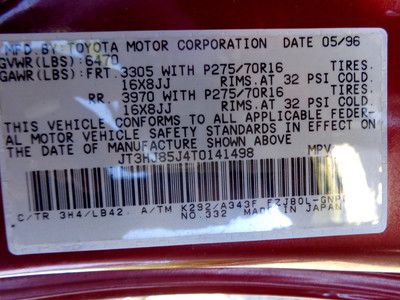 MFD.BY:TOYOTA MOTOR CORPORATION DATE 05/96
GVWR(LBS):6470
GAWR(LBS):FRT. 3305 WITH P275/70R16 TIRES.
16X8JJ RIMS.AT 32 PSI COLD.
RR. 3970 WITH P275/70R16 TIRES.
16X8JJ RIMS.AT 32 PSI COLD.
THIS VEHICLE CONFORMS TO ALL APPLICABLE FEDER-
AL MOTOR VEHICLE SAFETY STANDARDS IN EFFECT ON
THE DATE OF MANUFACTURE SHOWN ABOVE
JT3HJ85J4T0141498 MPV
C/TR 3H4/LB42. A/TM K292/A343F FZJ80L-GNP
NO.332 MADE IN JAPAN